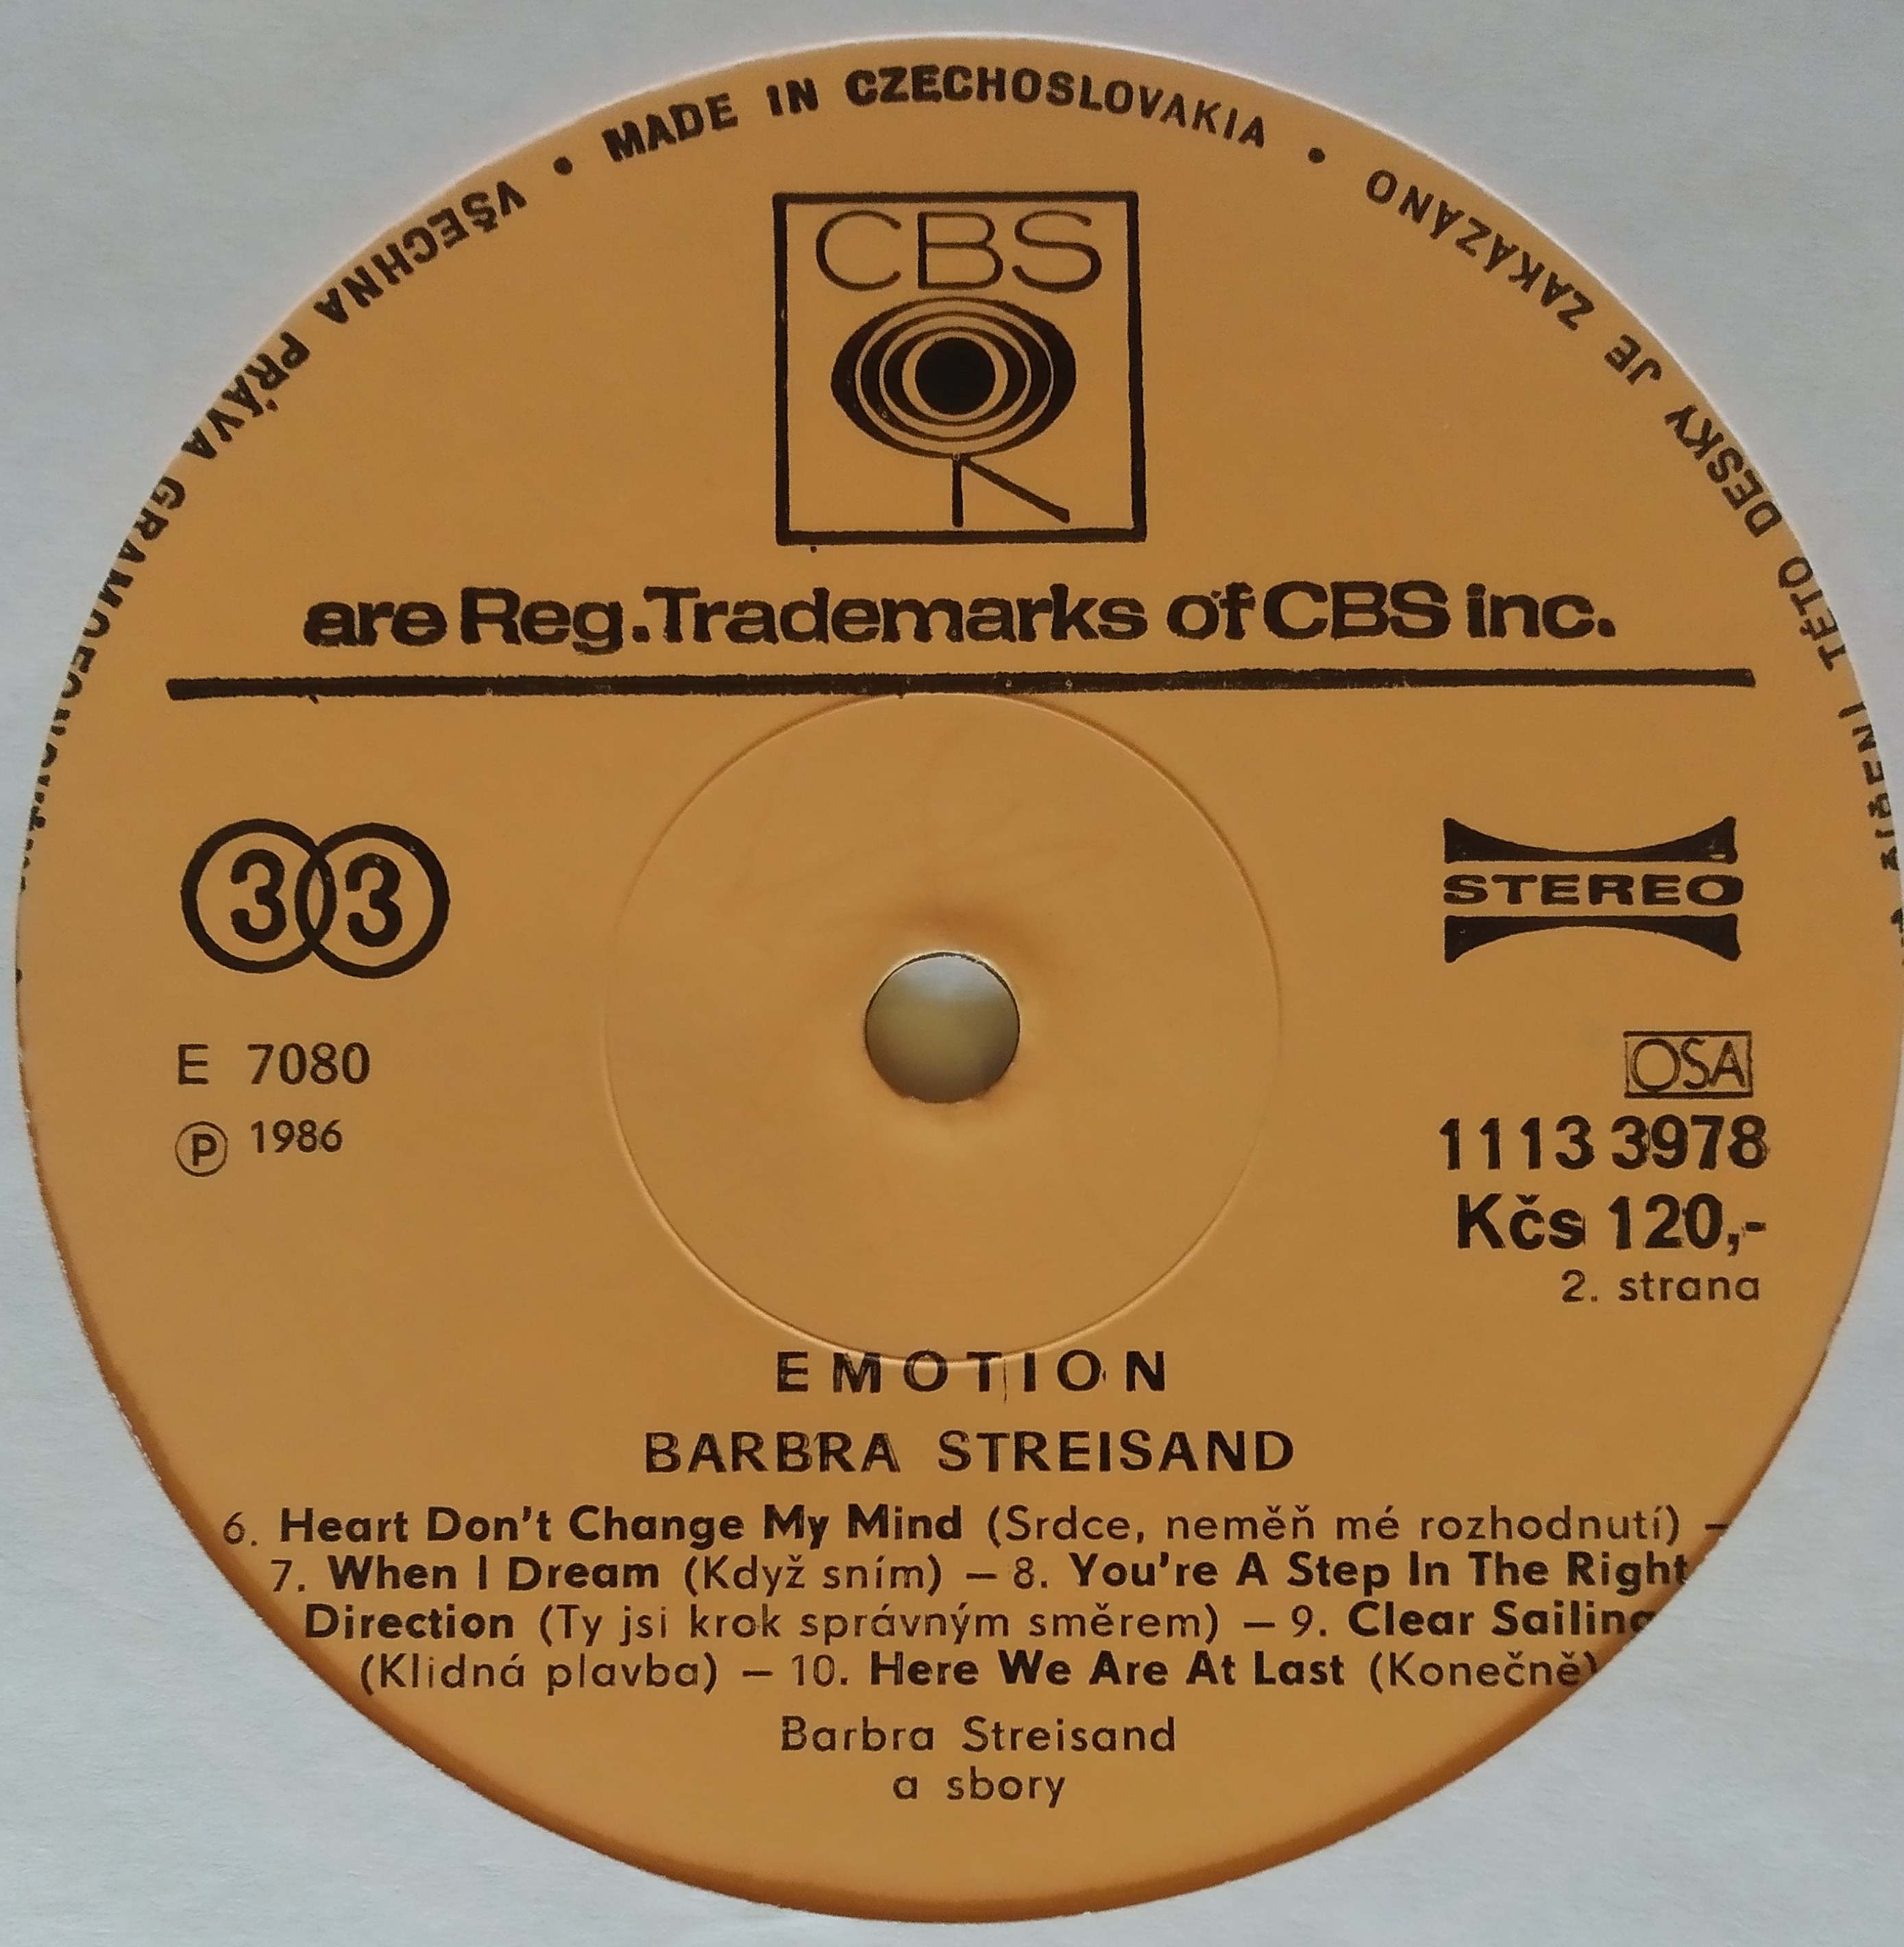 VŠECHNA PRÁVA • MADE IN CZECHOSLOVAKIA • TÉTO DESKY JE ZAKÁZÁNO
CBS
are Reg.Trademarks of CBS inc.
33
STEREO
E 7080
Ⓟ 1986
OSA
1113 3978
Kčs 120,-
2. strana
EMOTION
BARBRA STREISAND
6. Heart Don't Change My Mind (Srdce, neměň mé rozhodnutí) –
7. When I Dream (Když sním) – 8. You're A Step In The Right
Direction (Ty jsi krok správným směrem) – 9. Clear Sailing
(Klidná plavba) – 10. Here We Are At Last (Konečně)
Barbra Streisand
a sbory